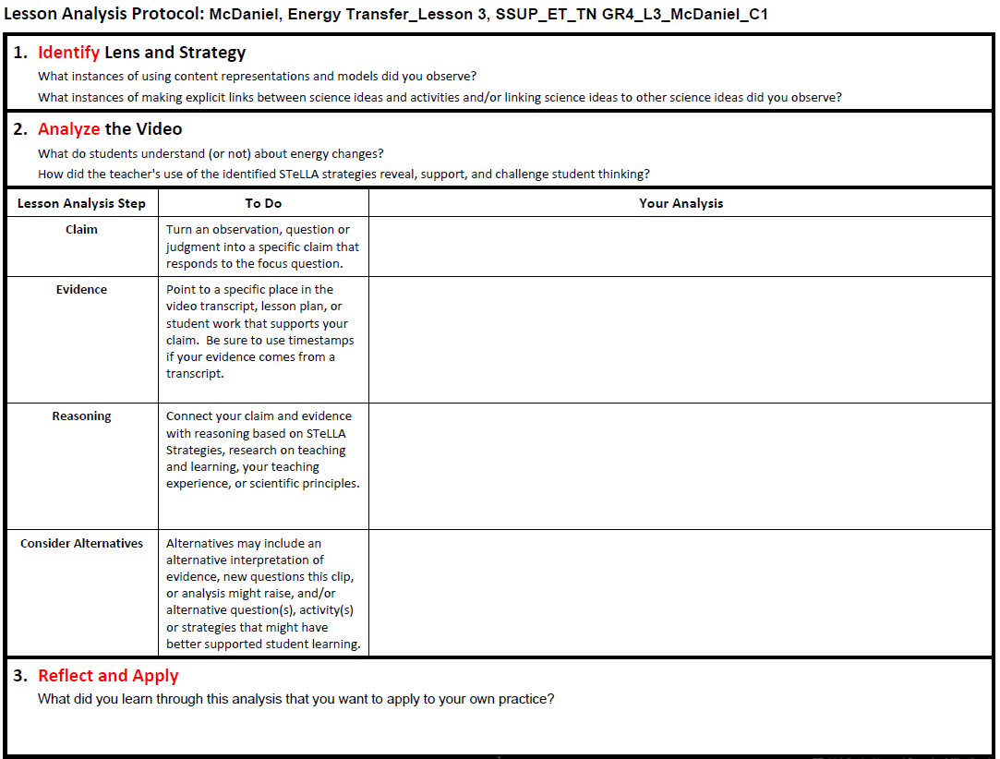 Lesson Analysis Protocol: McDaniel, Energy Transfer_Lesson 3, SSUP_ET_TN GR4_L3_McDaniel_C1
1. Identify Lens and Strategy
What instances of using content representations and models did you observe?
What instances of making explicit links between science ideas and activities and/or linking science ideas to other science ideas did you observe?
2. Analyze the Video
What do students understand (or not) about energy changes?
How did the teacher's use of the identified STeLLA strategies reveal, support, and challenge student thinking?
Lesson Analysis Step To Do Your Analysis
Claim
Turn an observation, question or
judgment into a specific claim that
responds to the focus question.
Evidence
Point to a specific place in the
video transcript, lesson plan, or
student work that supports your
claim. Be sure to use timestamps
if your evidence comes from a
transcript.
Reasoning
Connect your claim and evidence
with reasoning based on STeLLA
Strategies, research on teaching
and learning, your teaching
experience, or scientific principles.
Consider Alternatives
Alternatives may include an
alternative interpretation of
evidence, new questions this clip,
or analysis might raise, and/or
alternative question(s), activity(s)
or strategies that might have
better supported student learning.
3. Reflect and Apply
What did you learn through this analysis that you want to apply to your own practice?